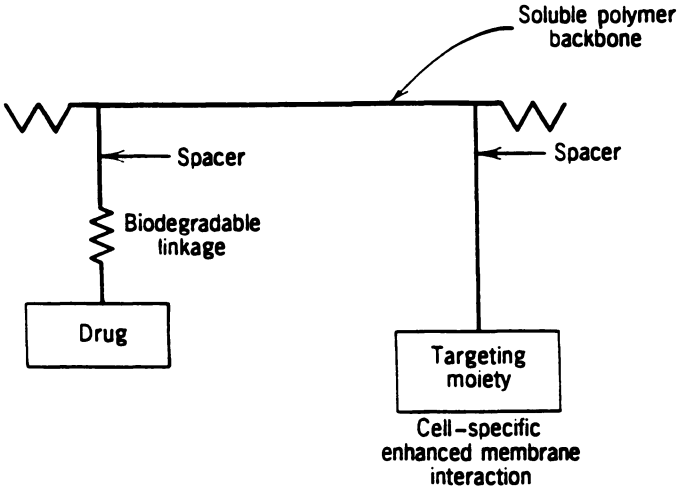 Soluble polymer
backbone
Spacer
Spacer
Biodegradable
linkage
Drug
Targeting
moiety
Cell-specific
enhanced membrane
interaction